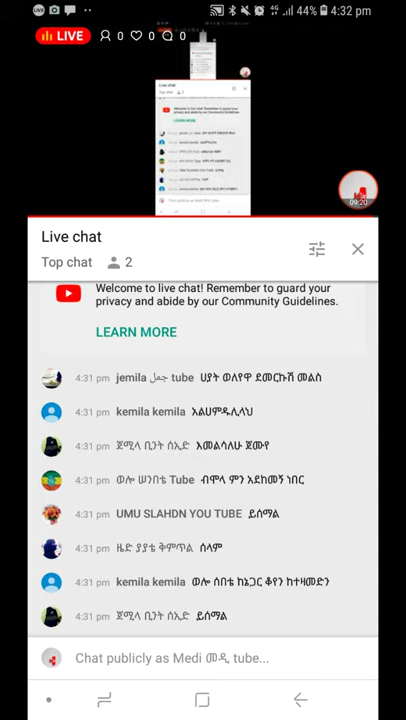 44% 4:32 pm
LIVE 0 0 0
09:20
Live chat
Top chat 2
Welcome to live chat! Remember to guard your
privacy and abide by our Community Guidelines.
LEARN MORE
4:31 pm jemila جمل tube ሀያት ወለየዋ ደመርኩሽ መልስ
4:31 pm kemila kemila አልሀምዱሊላህ
4:31 pm ጀሚላ ቢንት ሰኢድ እመልሳለሁ ጀሙየ
4:31 pm ወሎ ሠንበቴ Tube ብሞላ ምን አደከመኝ ነበር
4:31 pm UMU SLAHDN YOU TUBE ይሰማል
4:31 pm ዜድ ያያቴ ቅምጥል ሰላም
4:31 pm kemila kemila ወሎ ሰበቴ ከኔጋር ቆየን ከተዛመድን
4:31 pm ጀሚላ ቢንት ሰኢድ ይሰማል
Chat publicly as Medi መዲ tube...